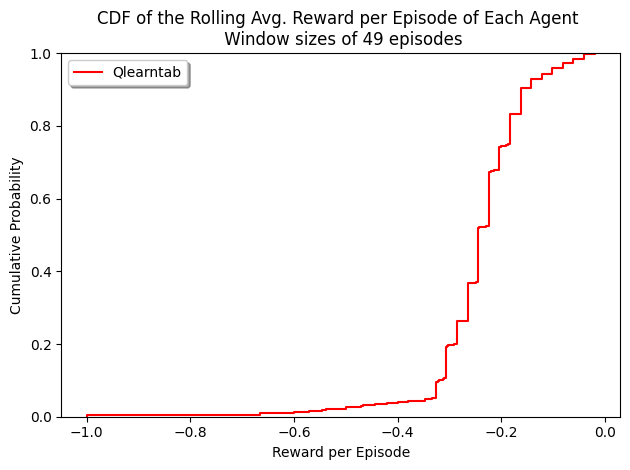 CDF of the Rolling Avg. Reward per Episode of Each Agent
Window sizes of 49 episodes
Qlearntab
Cumulative Probability
1.0
0.8
0.6
0.4
0.2
0.0
−1.0 −0.8 −0.6 −0.4 −0.2 0.0
Reward per Episode